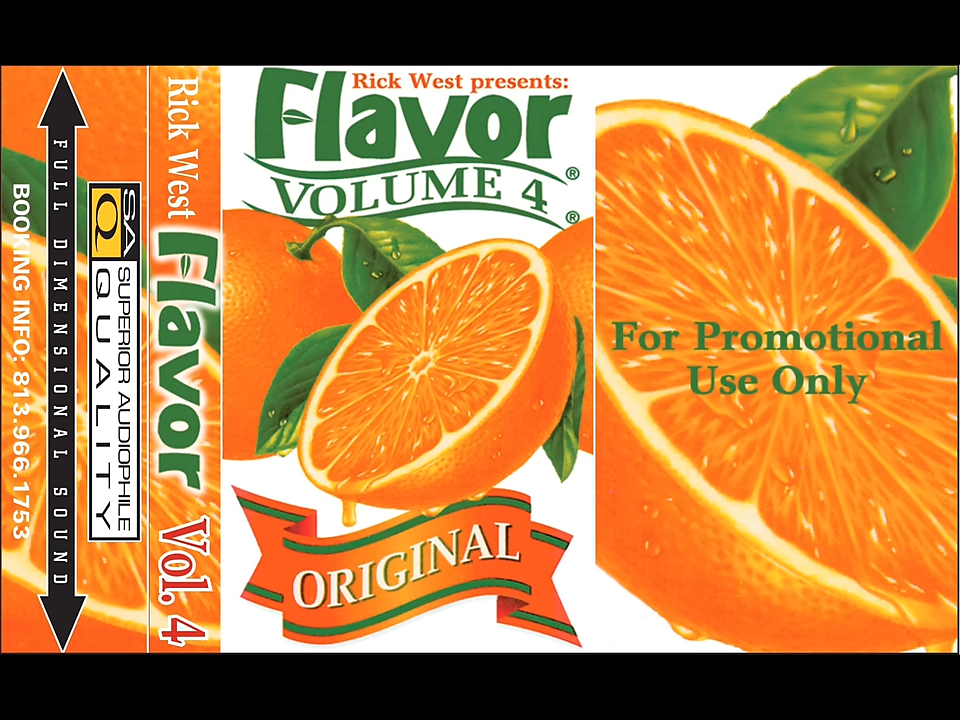 BOOKING INFO: 813.966.1753
FULL DIMENSIONAL SOUND
SAQ
SUPERIOR AUDIOPHILE
QUALITY
Rick West Flavor Vol. 4
Rick West presents:
Flavor ®
VOLUME 4 ®
ORIGINAL
For Promotional
Use Only